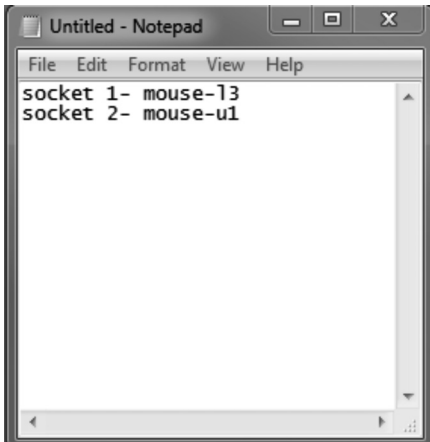 Untitled - Notepad
File Edit Format View Help
socket 1- mouse-l3
socket 2- mouse-u1